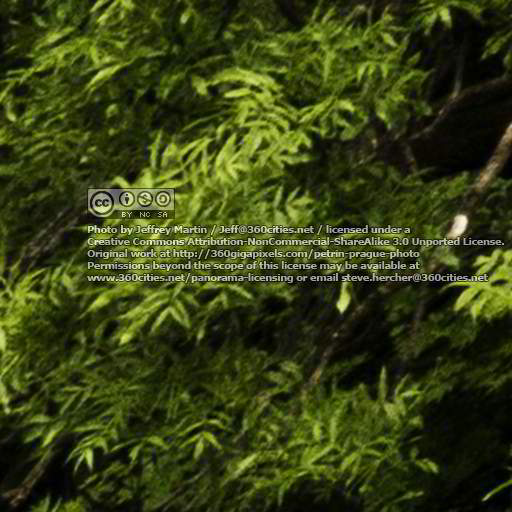 cc
BY NC SA
Photo by Jeffrey Martin / Jeff@360cities.net / licensed under a
Creative Commons Attribution-NonCommercial-ShareAlike 3.0 Unported License.
Original work at http://360gigapixels.com/petrin-prague-photo
Permissions beyond the scope of this license may be available at
www.360cities.net/panorama-licensing or email steve.hercher@360cities.net